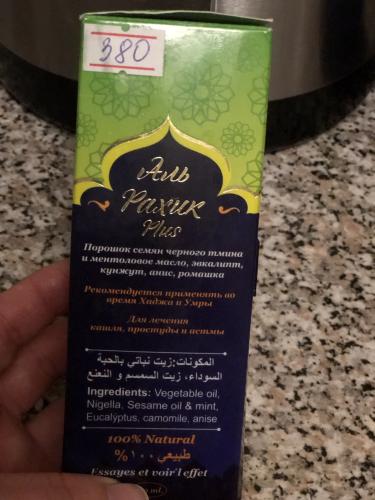 380
Аль
Рахик
Plus
Порошок семян черного тмина
и ментоловое масло, эвкалипт,
кунжут, анис, ромашка
Рекомендуется применять во
время Хаджа и Умры
Для лечения
кашля, простуды и астмы
المكونات:زيت نباتي بالحبة
السوداء، زيت السمسم و النعنع
Ingredients: Vegetable oil,
Nigella, Sesame oil & mint,
Eucalyptus, camomile, anise
100% Natural
طبيعي ١٠٠%
Essayes et voir'l effet
ml.